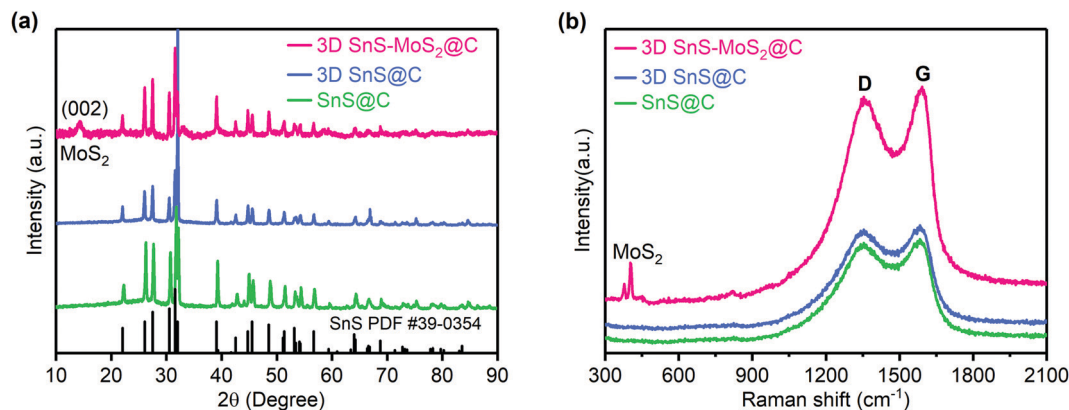 (a)
3D SnS-MoS₂@C
3D SnS@C
SnS@C
(002)
MoS₂
SnS PDF #39-0354
Intensity (a.u.)
10 20 30 40 50 60 70 80 90
2θ (Degree)
(b)
3D SnS-MoS₂@C
3D SnS@C
SnS@C
D
G
MoS₂
Intensity(a.u.)
300 600 900 1200 1500 1800 2100
Raman shift (cm⁻¹)